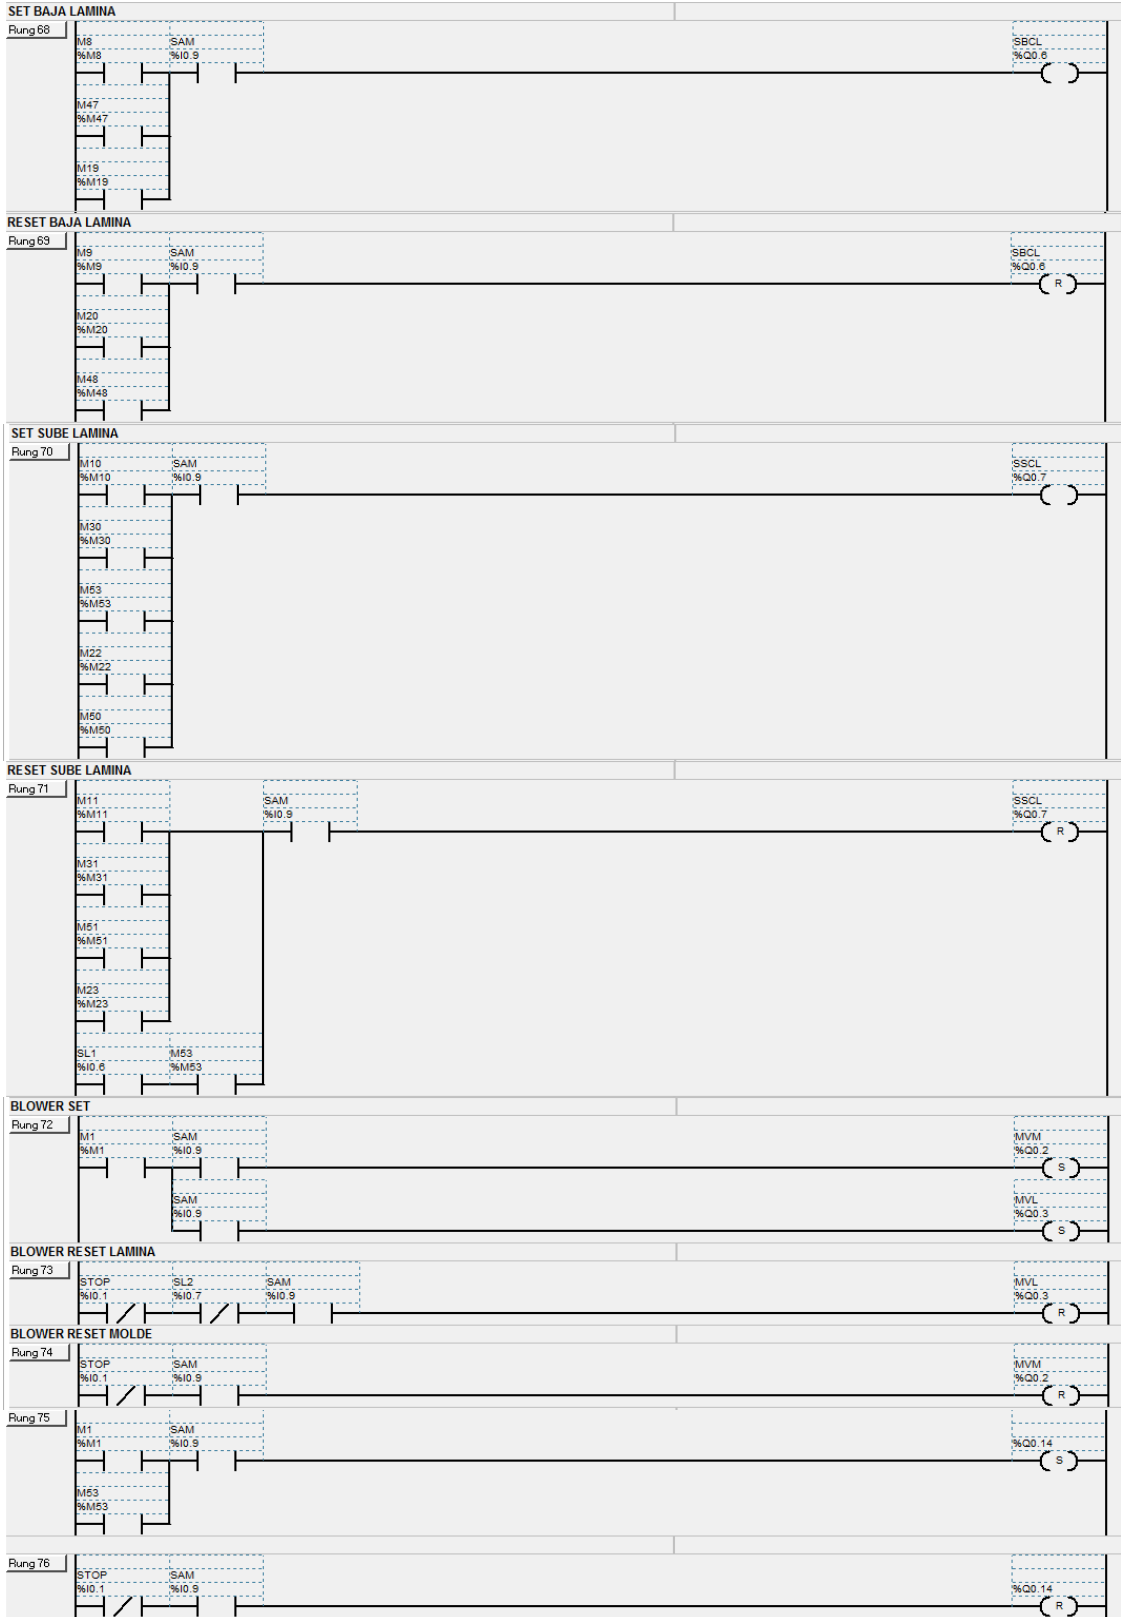 SET BAJA LAMINA
Rung 68
M8 SAM SBCL
%M8 %I0.9 %Q0.6
M47
%M47
M19
%M19
RESET BAJA LAMINA
Rung 69
M9 SAM SBCL
%M9 %I0.9 %Q0.6
R
M20
%M20
M48
%M48
SET SUBE LAMINA
Rung 70
M10 SAM SSCL
%M10 %I0.9 %Q0.7
M30
%M30
M53
%M53
M22
%M22
M50
%M50
RESET SUBE LAMINA
Rung 71
M11 SAM SSCL
%M11 %I0.9 %Q0.7
R
M31
%M31
M51
%M51
M23
%M23
SL1 M53
%I0.6 %M53
BLOWER SET
Rung 72
M1 SAM MVM
%M1 %I0.9 %Q0.2
S
SAM MVL
%I0.9 %Q0.3
S
BLOWER RESET LAMINA
Rung 73
STOP SL2 SAM MVL
%I0.1 %I0.7 %I0.9 %Q0.3
R
BLOWER RESET MOLDE
Rung 74
STOP SAM MVM
%I0.1 %I0.9 %Q0.2
R
Rung 75
M1 SAM
%M1 %I0.9 %Q0.14
S
M53
%M53
Rung 76
STOP SAM
%I0.1 %I0.9 %Q0.14
R